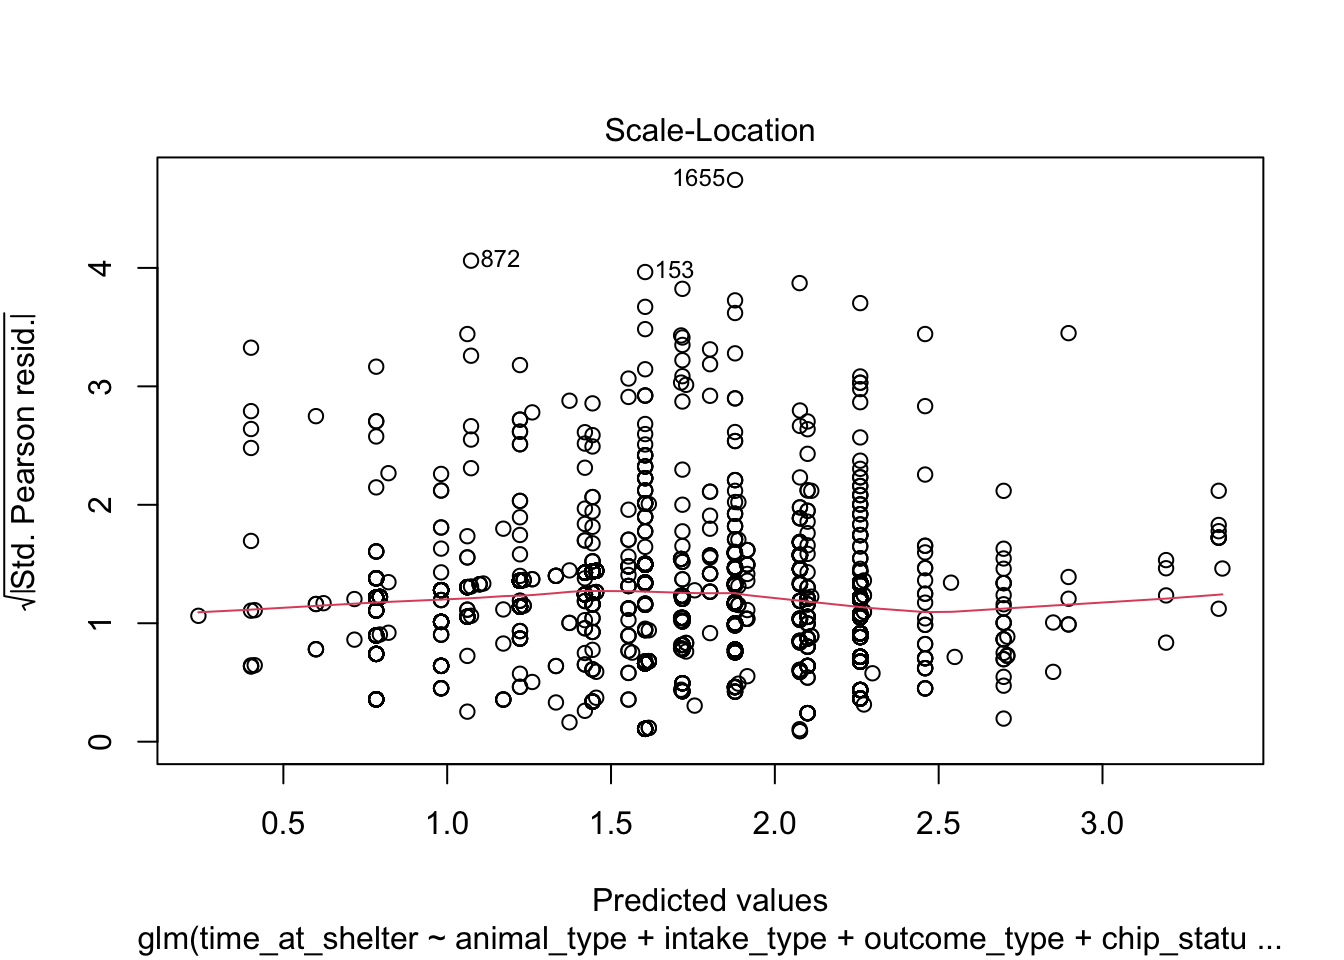 Scale-Location
√|Std. Pearson resid.|
4
3
2
1
0
1655
872
153
0.5 1.0 1.5 2.0 2.5 3.0
Predicted values
glm(time_at_shelter ~ animal_type + intake_type + outcome_type + chip_statu ...